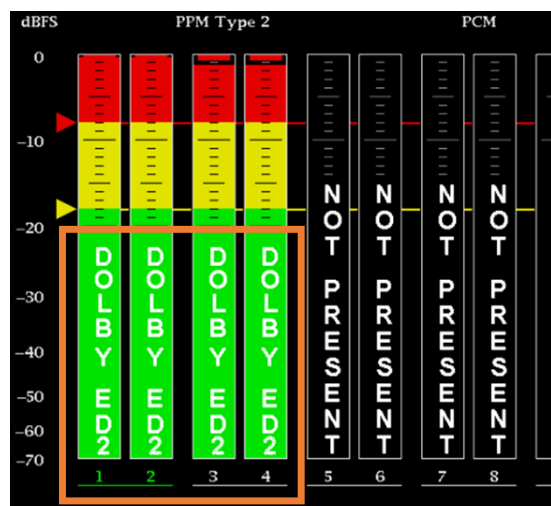 dBFS PPM Type 2 PCM
0
-10
-20
-30
-40
-50
-60
-70
DOLBY ED2
DOLBY ED2
DOLBY ED2
DOLBY ED2
NOT PRESENT
NOT PRESENT
NOT PRESENT
NOT PRESENT
1 2 3 4 5 6 7 8